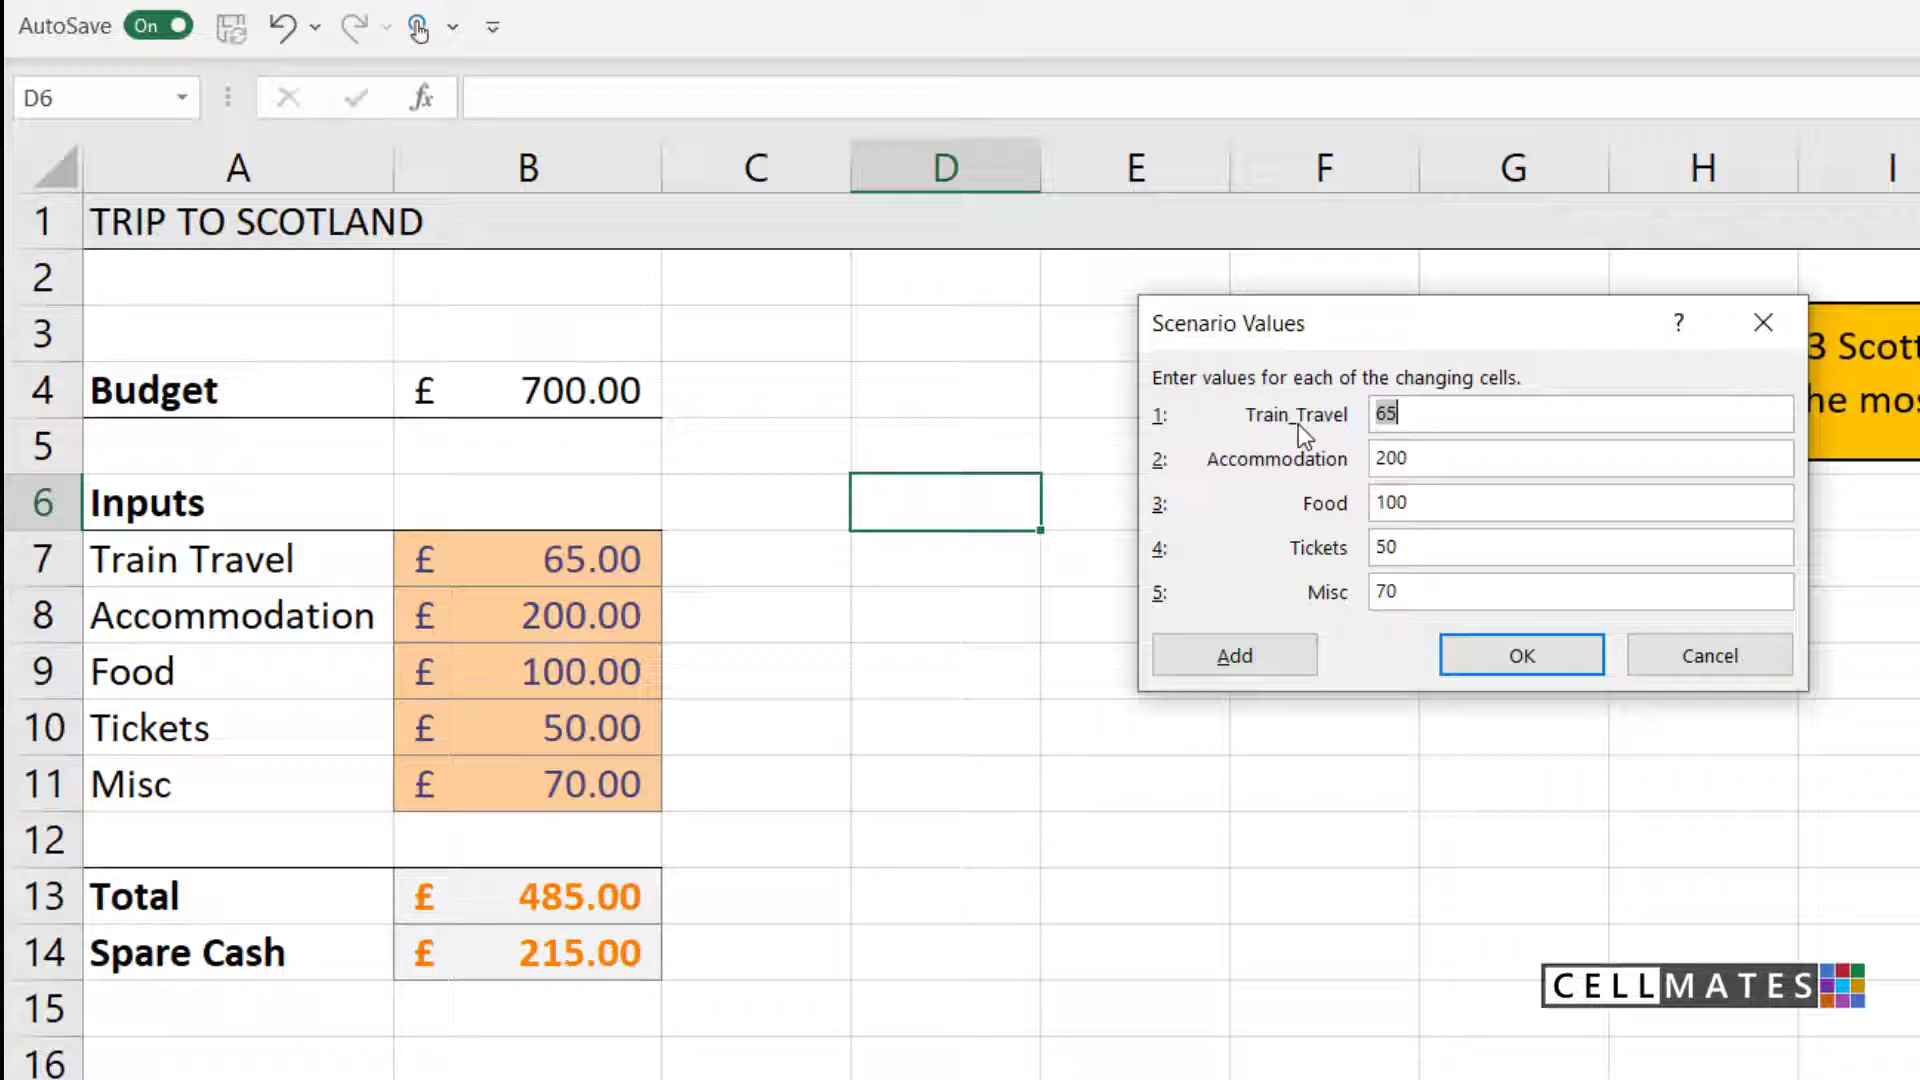 AutoSave On
D6 fx
A B C D E F G H I
1 TRIP TO SCOTLAND
2
3
4 Budget £ 700.00
5
6 Inputs
7 Train Travel £ 65.00
8 Accommodation £ 200.00
9 Food £ 100.00
10 Tickets £ 50.00
11 Misc £ 70.00
12
13 Total £ 485.00
14 Spare Cash £ 215.00
15
16
Scenario Values ?
Enter values for each of the changing cells.
1: Train_Travel 65
2: Accommodation 200
3: Food 100
4: Tickets 50
5: Misc 70
Add OK Cancel
3
CELLMATES